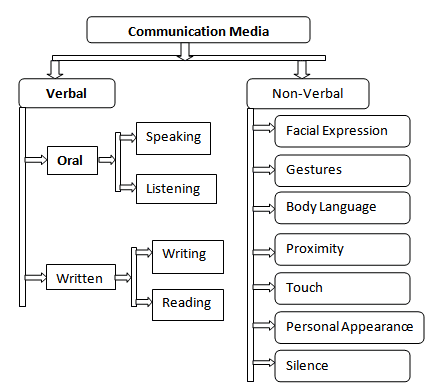 Communication Media
Verbal
Oral
Speaking
Listening
Written
Writing
Reading
Non-Verbal
Facial Expression
Gestures
Body Language
Proximity
Touch
Personal Appearance
Silence